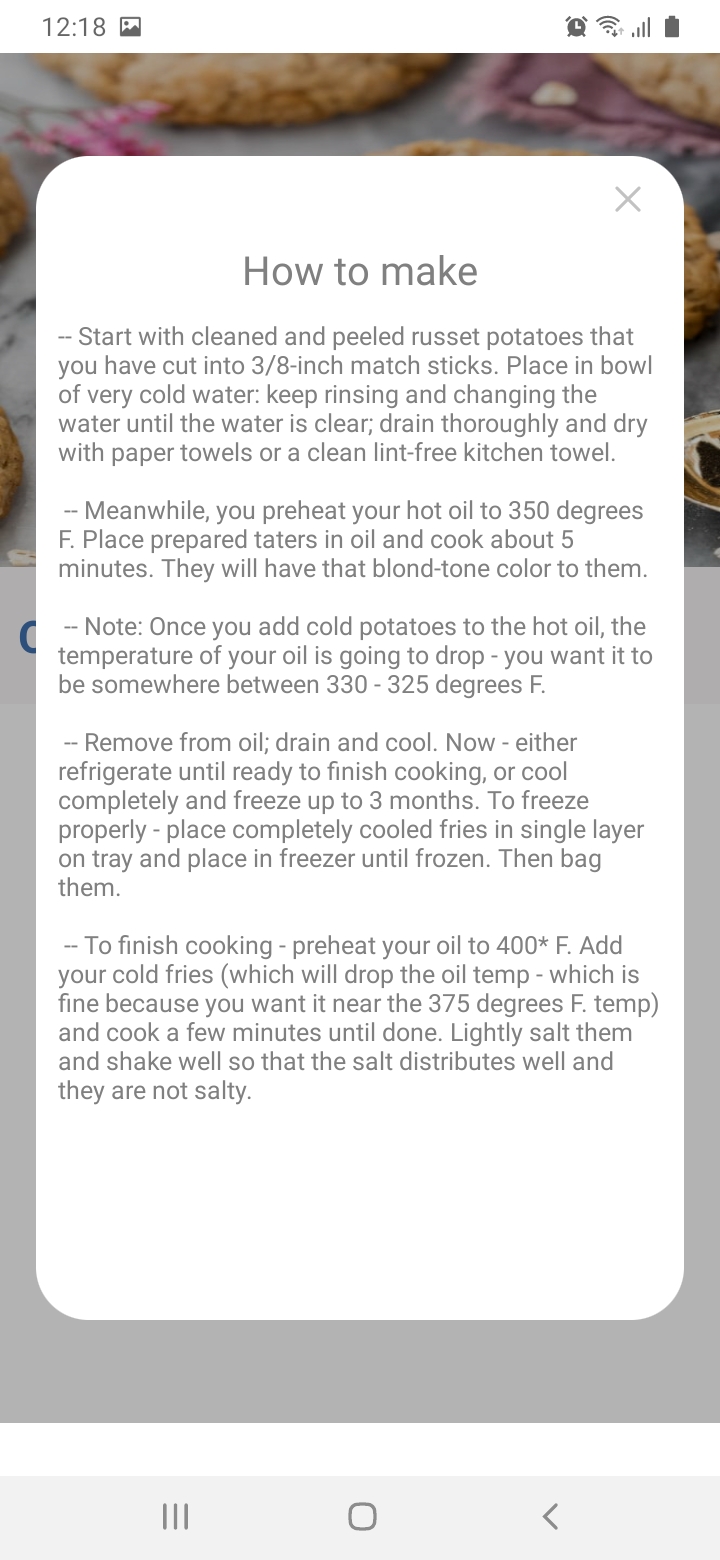 12:18
How to make
-- Start with cleaned and peeled russet potatoes that
you have cut into 3/8-inch match sticks. Place in bowl
of very cold water: keep rinsing and changing the
water until the water is clear; drain thoroughly and dry
with paper towels or a clean lint-free kitchen towel.
-- Meanwhile, you preheat your hot oil to 350 degrees
F. Place prepared taters in oil and cook about 5
minutes. They will have that blond-tone color to them.
-- Note: Once you add cold potatoes to the hot oil, the
temperature of your oil is going to drop - you want it to
be somewhere between 330 - 325 degrees F.
-- Remove from oil; drain and cool. Now - either
refrigerate until ready to finish cooking, or cool
completely and freeze up to 3 months. To freeze
properly - place completely cooled fries in single layer
on tray and place in freezer until frozen. Then bag
them.
-- To finish cooking - preheat your oil to 400* F. Add
your cold fries (which will drop the oil temp - which is
fine because you want it near the 375 degrees F. temp)
and cook a few minutes until done. Lightly salt them
and shake well so that the salt distributes well and
they are not salty.